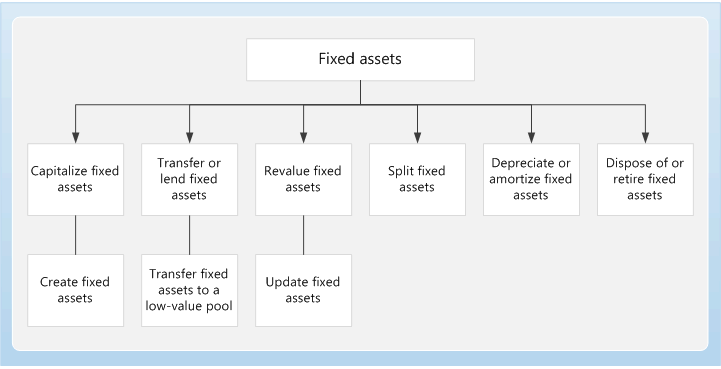 Fixed assets
Capitalize fixed
assets
Transfer or
lend fixed
assets
Revalue fixed
assets
Split fixed
assets
Depreciate or
amortize fixed
assets
Dispose of or
retire fixed
assets
Create fixed
assets
Transfer fixed
assets to a
low-value pool
Update fixed
assets